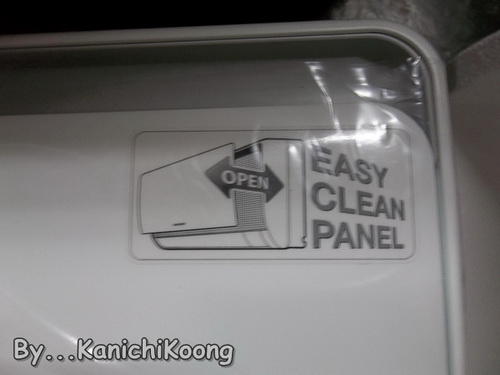 OPEN
EASY
CLEAN
PANEL
By...KanichiKoong